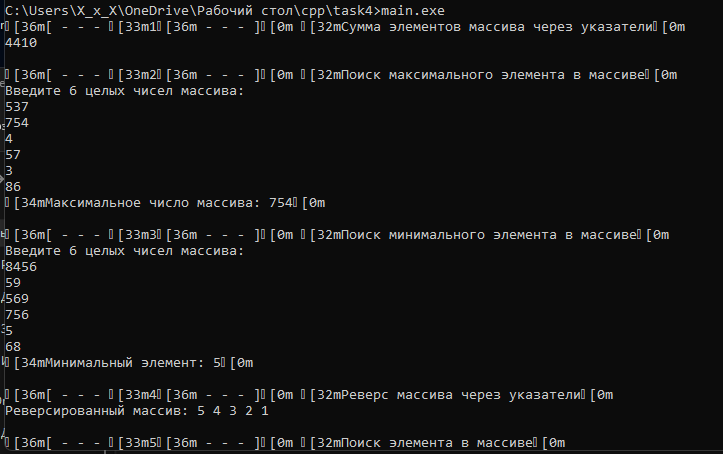 C:\Users\X_x_X\OneDrive\Рабочий стол\cpp\task4>main.exe
[36m[ - - - [33m1[36m - - - ][0m [32mСумма элементов массива через указатели[0m
4410
[36m[ - - - [33m2[36m - - - ][0m [32mПоиск максимального элемента в массиве[0m
Введите 6 целых чисел массива:
537
754
4
57
3
86
[34mМаксимальное число массива: 754[0m
[36m[ - - - [33m3[36m - - - ][0m [32mПоиск минимального элемента в массиве[0m
Введите 6 целых чисел массива:
8456
59
569
756
5
68
[34mМинимальный элемент: 5[0m
[36m[ - - - [33m4[36m - - - ][0m [32mРеверс массива через указатели[0m
Реверсированный массив: 5 4 3 2 1
[36m[ - - - [33m5[36m - - - ][0m [32mПоиск элемента в массиве[0m